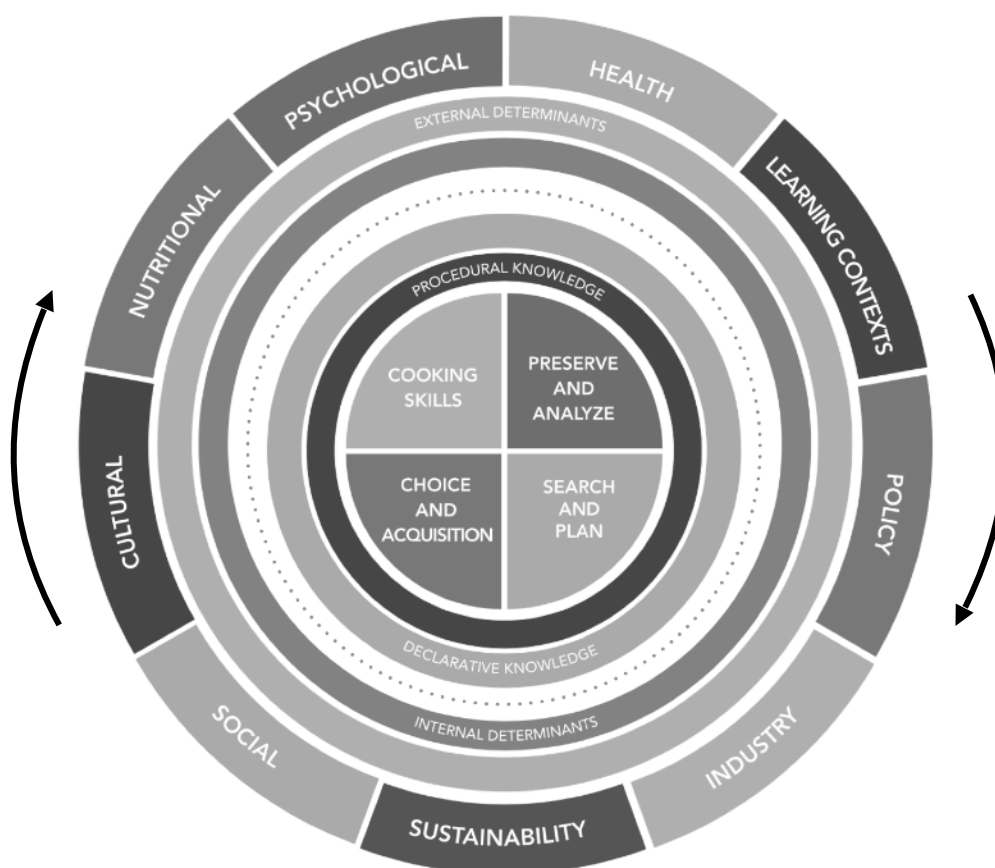 PSYCHOLOGICAL
HEALTH
LEARNING CONTEXTS
POLICY
INDUSTRY
SUSTAINABILITY
SOCIAL
CULTURAL
NUTRITIONAL
EXTERNAL DETERMINANTS
PROCEDURAL KNOWLEDGE
COOKING
SKILLS
PRESERVE
AND
ANALYZE
CHOICE
AND
ACQUISITION
SEARCH
AND
PLAN
DECLARATIVE KNOWLEDGE
INTERNAL DETERMINANTS